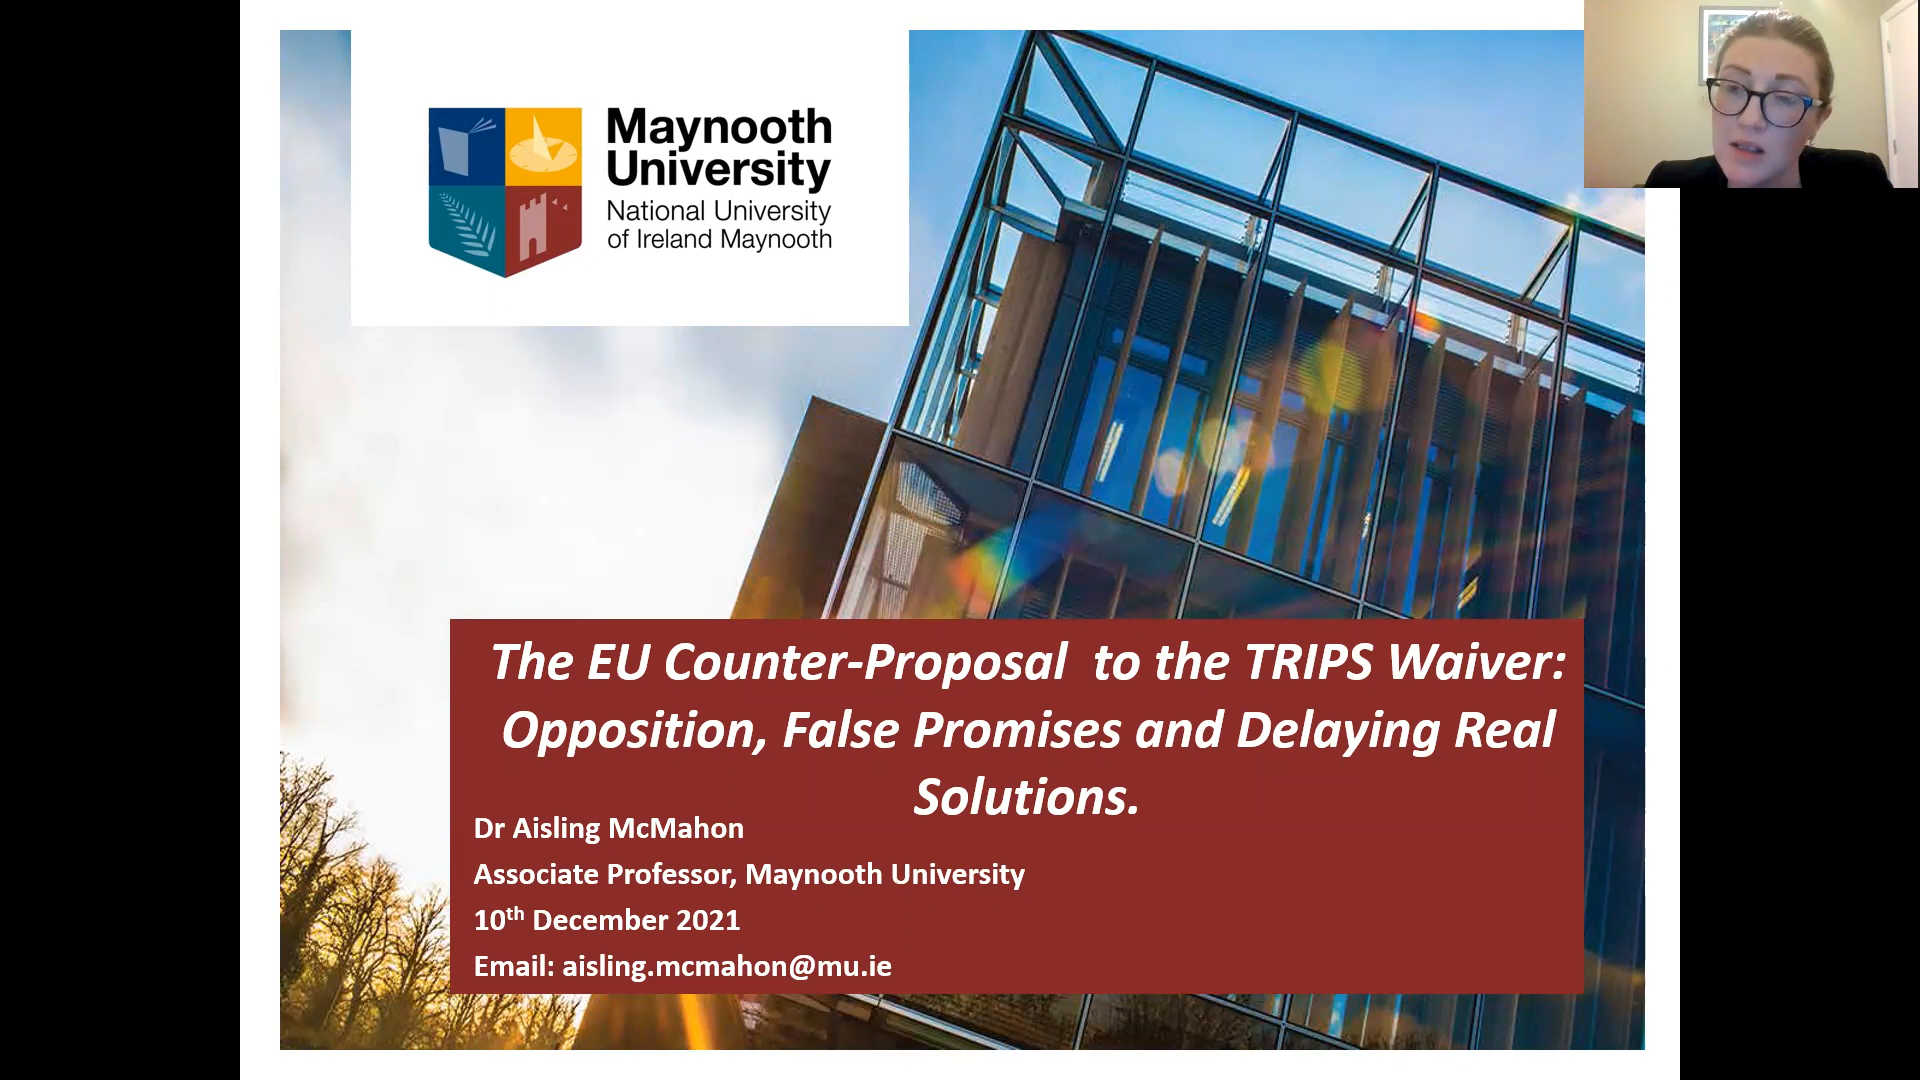 Maynooth
University
National University
of Ireland Maynooth
The EU Counter-Proposal  to the TRIPS Waiver:
Opposition, False Promises and Delaying Real
Solutions.
Dr Aisling McMahon
Associate Professor, Maynooth University
10th December 2021
Email: aisling.mcmahon@mu.ie